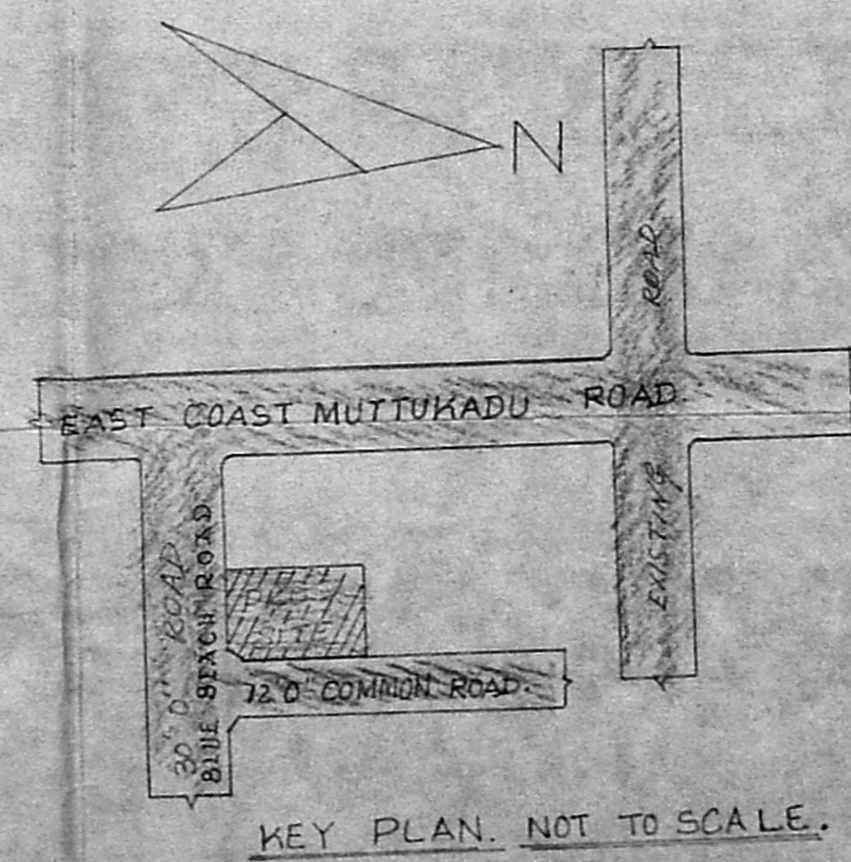 N
ROAD
EAST COAST MUTTUKADU ROAD
EXISTING
30'0" ROAD
BLUE BEACH ROAD
SITE
12'0" COMMON ROAD.
KEY PLAN. NOT TO SCALE.